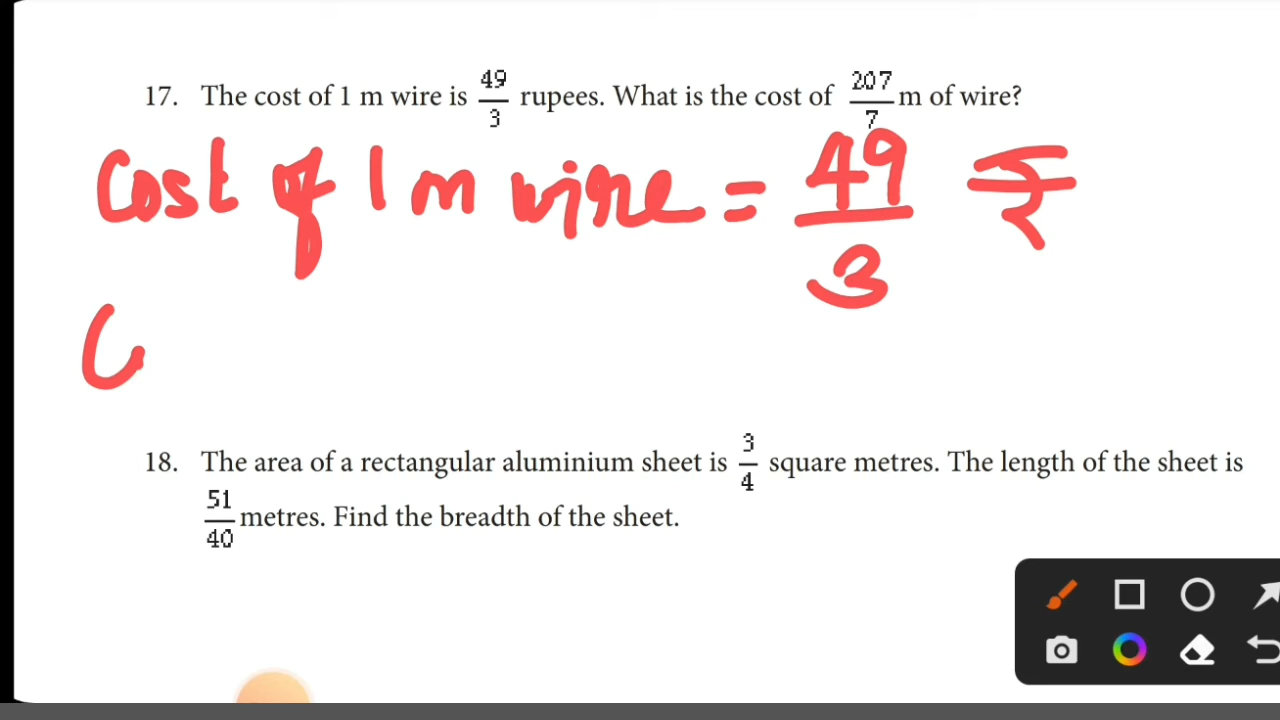 17. The cost of 1 m wire is 49/3 rupees. What is the cost of 207/7 m of wire?
Cost of 1 m wire = 49/3 ₹
C
18. The area of a rectangular aluminium sheet is 3/4 square metres. The length of the sheet is
51/40 metres. Find the breadth of the sheet.